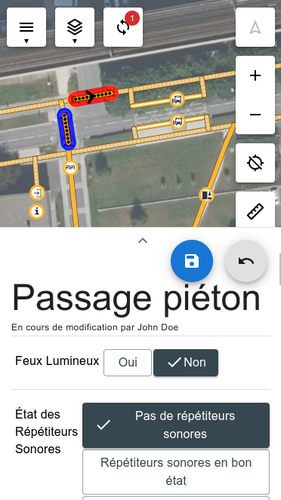 1
Passage piéton
En cours de modification par John Doe
Feux Lumineux
Oui
Non
État des
Répétiteurs
Sonores
Pas de répétiteurs
sonores
Répétiteurs sonores en bon
état